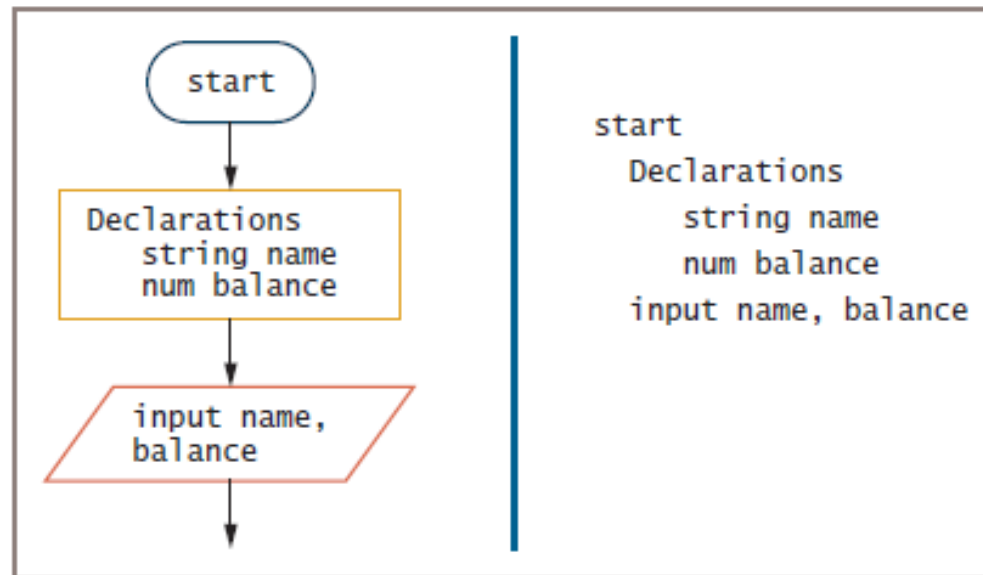 start
Declarations
string name
num balance
input name,
balance
start
Declarations
string name
num balance
input name, balance